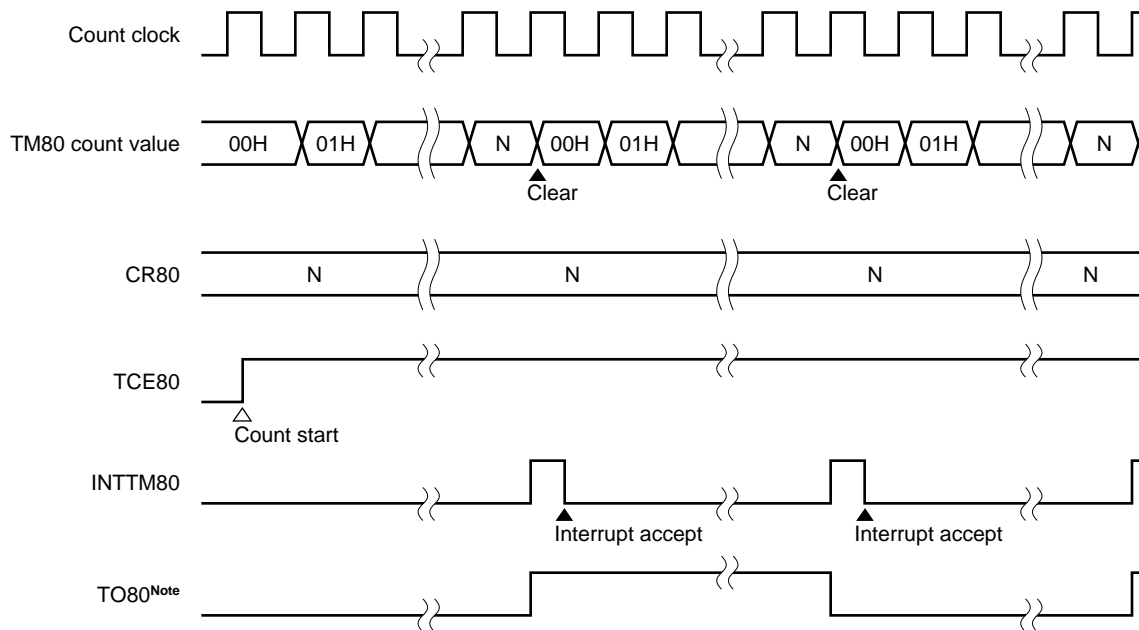 Count clock
TM80 count value 00H 01H N 00H 01H N 00H 01H N
Clear Clear
CR80 N N N N
TCE80
Count start
INTTM80
Interrupt accept Interrupt accept
TO80Note